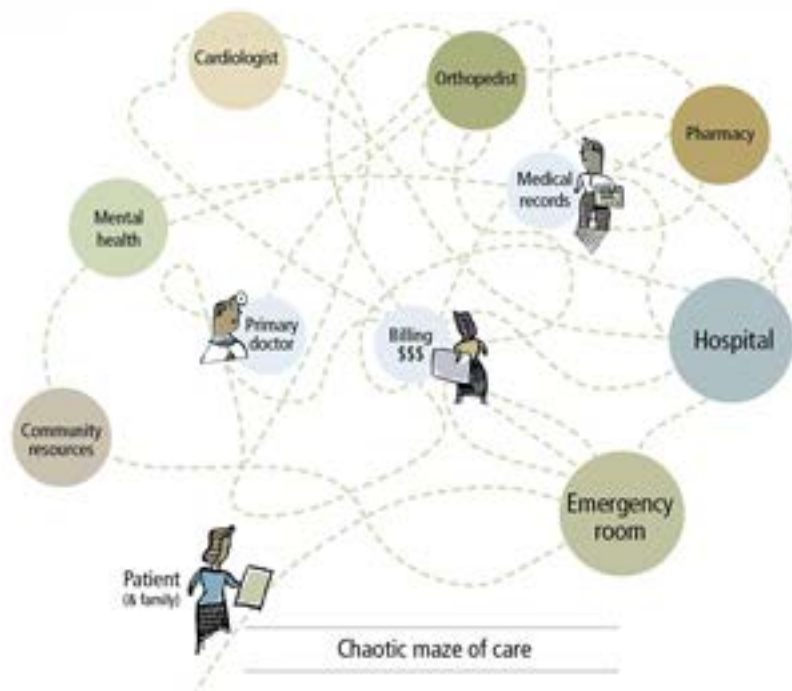 Cardiologist
Orthopedist
Pharmacy
Medical
records
Mental
health
Primary
doctor
Billing
$$$
Hospital
Community
resources
Emergency
room
Patient
(& family)
Chaotic maze of care